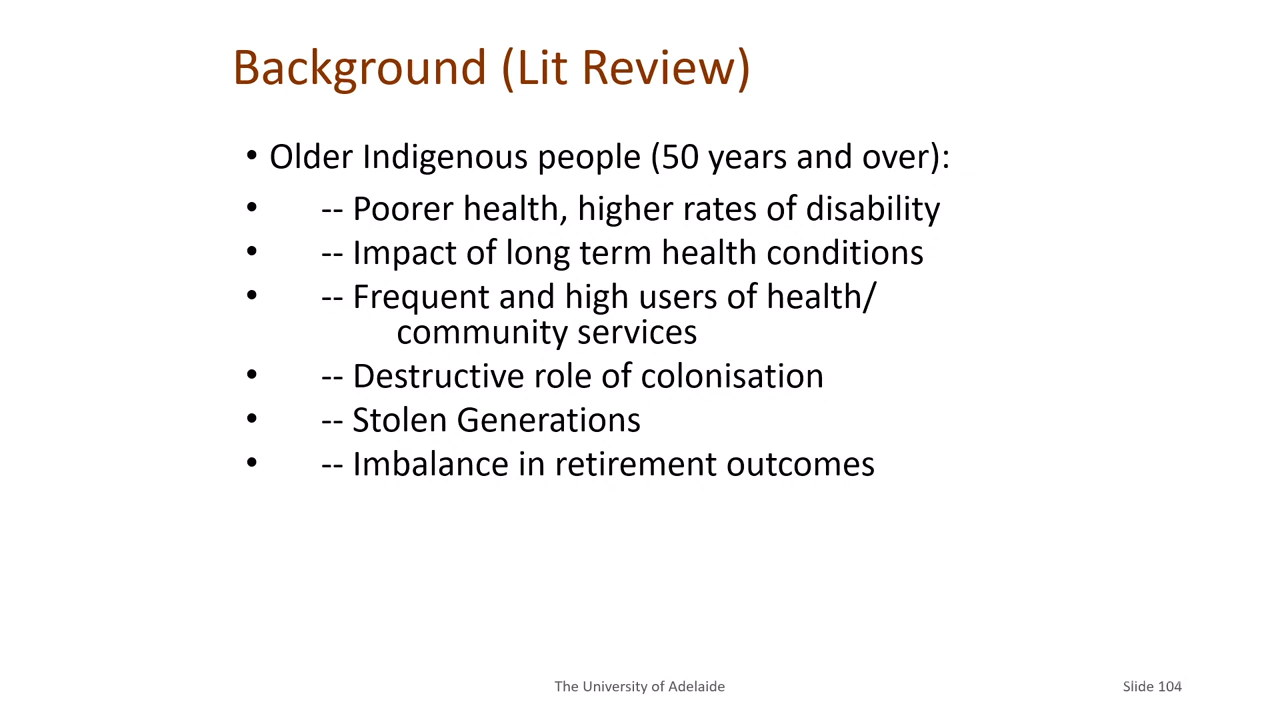 Background (Lit Review)
• Older Indigenous people (50 years and over):
• -- Poorer health, higher rates of disability
• -- Impact of long term health conditions
• -- Frequent and high users of health/
community services
• -- Destructive role of colonisation
• -- Stolen Generations
• -- Imbalance in retirement outcomes
The University of Adelaide
Slide 104